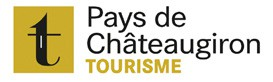 t
Pays de
Châteaugiron
TOURISME